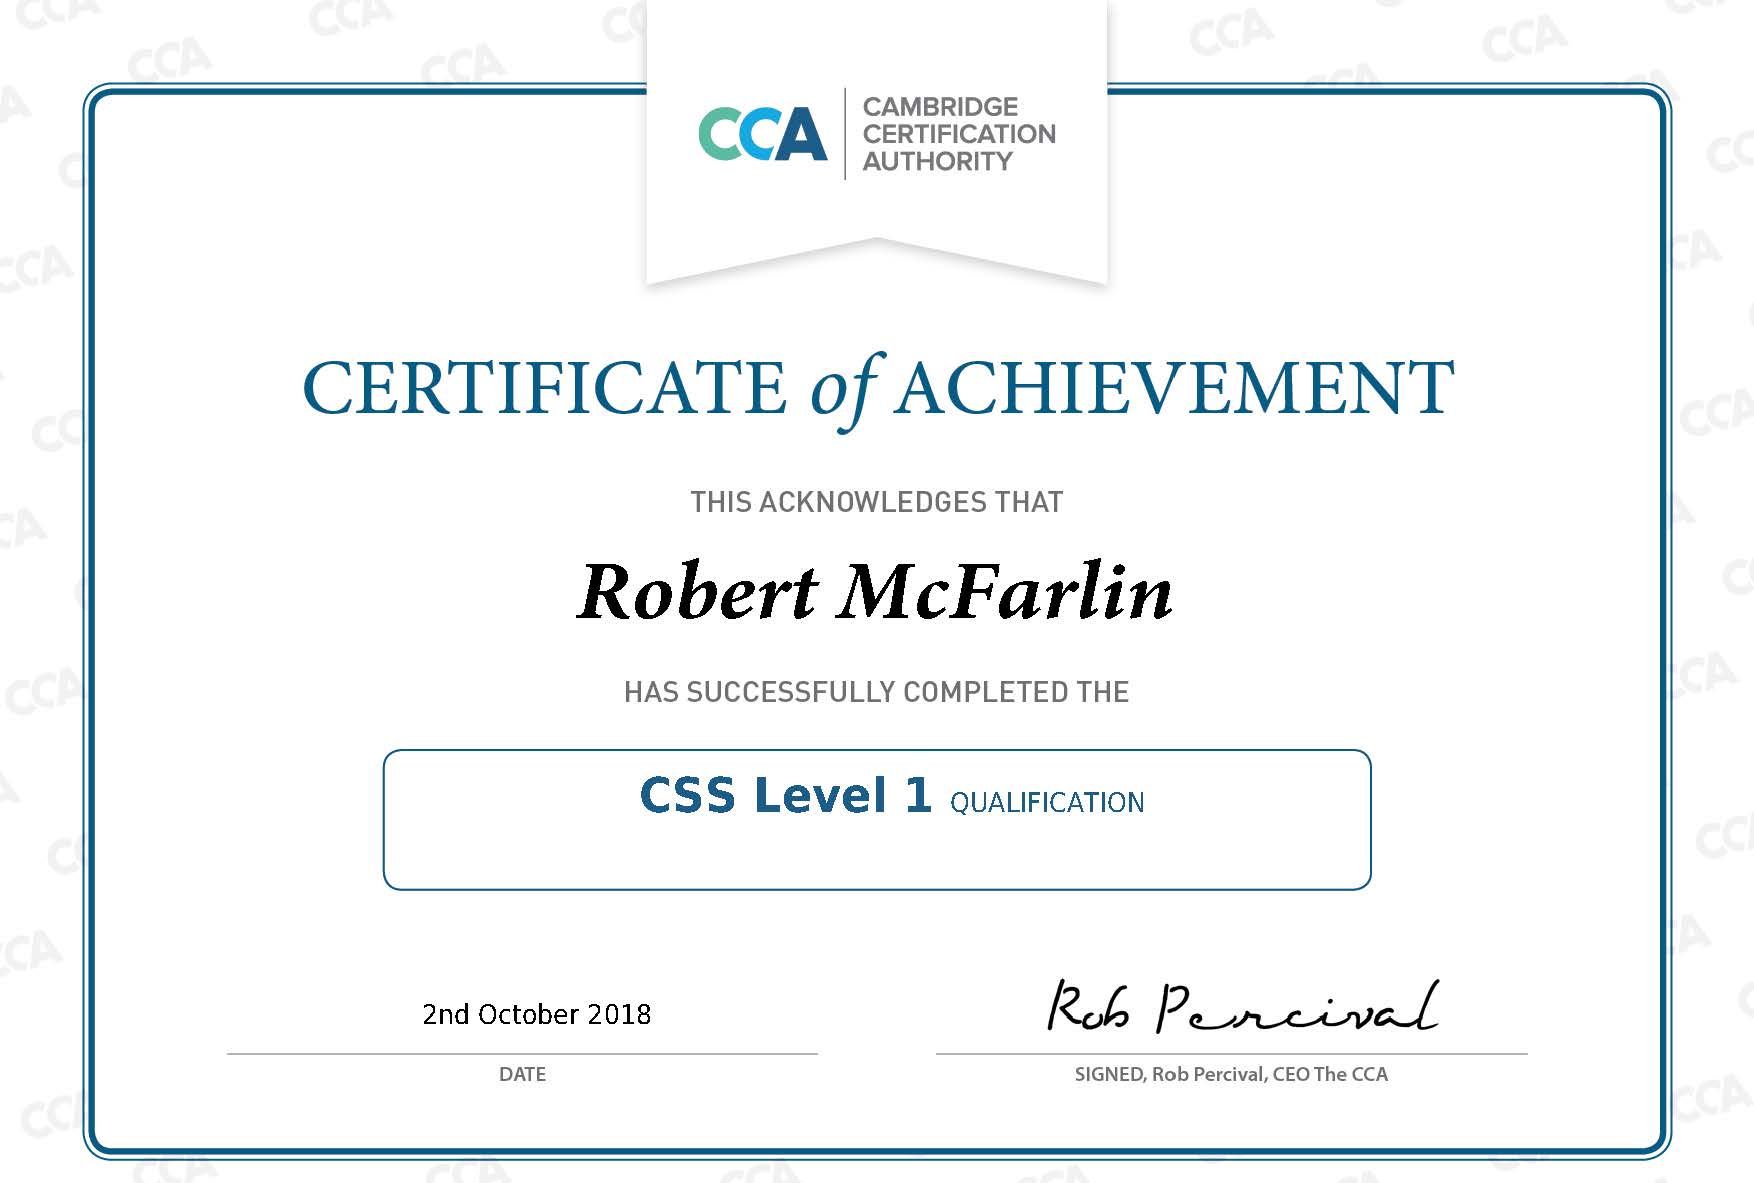 CCA
CAMBRIDGE
CERTIFICATION
AUTHORITY
CERTIFICATE of ACHIEVEMENT
THIS ACKNOWLEDGES THAT
Robert McFarlin
HAS SUCCESSFULLY COMPLETED THE
CSS Level 1 QUALIFICATION
2nd October 2018
Rob Percival
DATE
SIGNED, Rob Percival, CEO The CCA